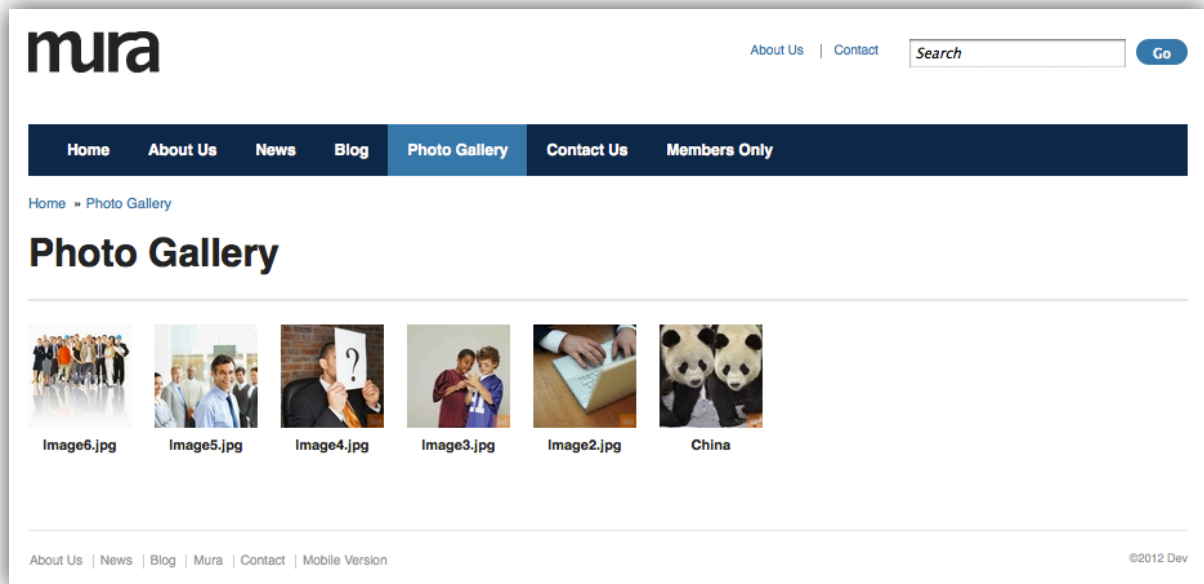 mura
About Us | Contact
Search
Go
Home About Us News Blog Photo Gallery Contact Us Members Only
Home » Photo Gallery
Photo Gallery
?
Image6.jpg Image5.jpg Image4.jpg Image3.jpg Image2.jpg China
About Us | News | Blog | Mura | Contact | Mobile Version
©2012 Dev